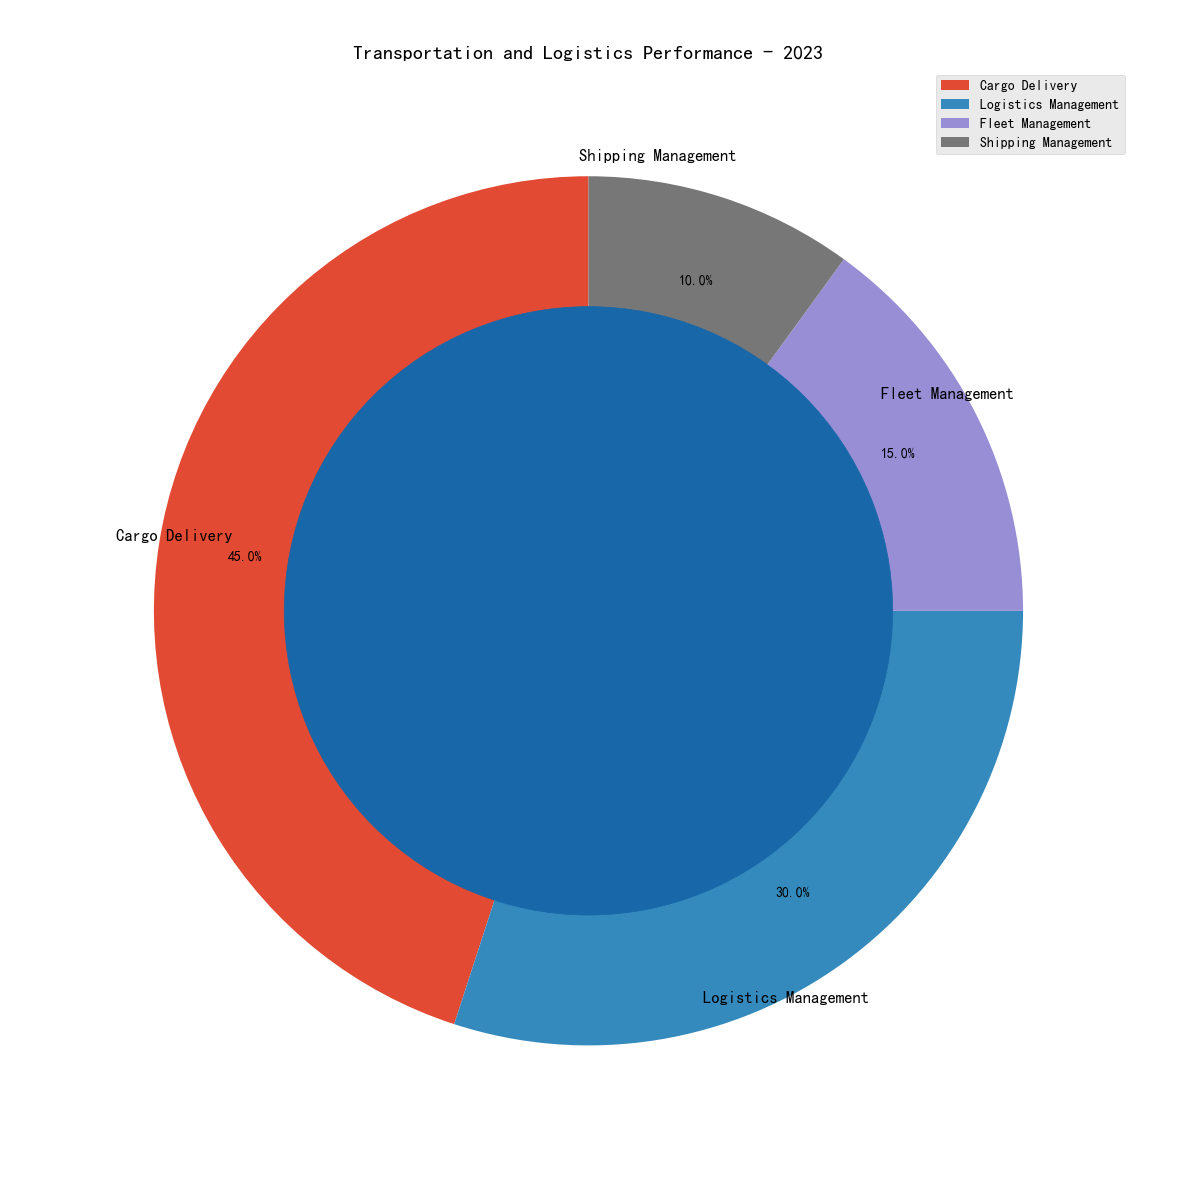 Transportation and Logistics Performance - 2023
Cargo Delivery
Logistics Management
Fleet Management
Shipping Management
Shipping Management
10.0%
Fleet Management
15.0%
Cargo Delivery
45.0%
30.0%
Logistics Management